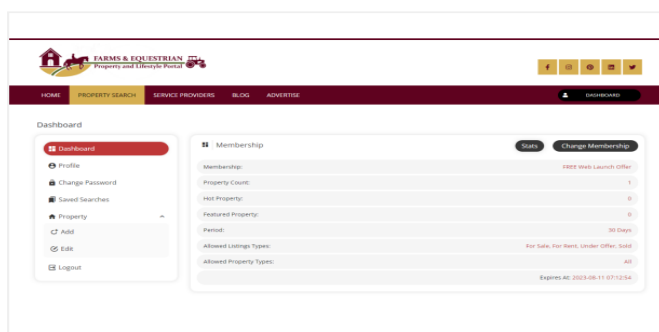 FARMS & EQUESTRIAN
Property and Lifestyle Portal
HOME PROPERTY SEARCH SERVICE PROVIDERS BLOG ADVERTISE DASHBOARD
Dashboard
Dashboard
Profile
Change Password
Saved Searches
Property
Add
Edit
Logout
Membership Stats Change Membership
Membership: FREE Web Launch Offer
Property Count: 1
Hot Property: 0
Featured Property: 0
Period: 30 Days
Allowed Listings Types: For Sale, For Rent, Under Offer, Sold
Allowed Property Types: All
Expires At: 2023-08-11 07:12:54